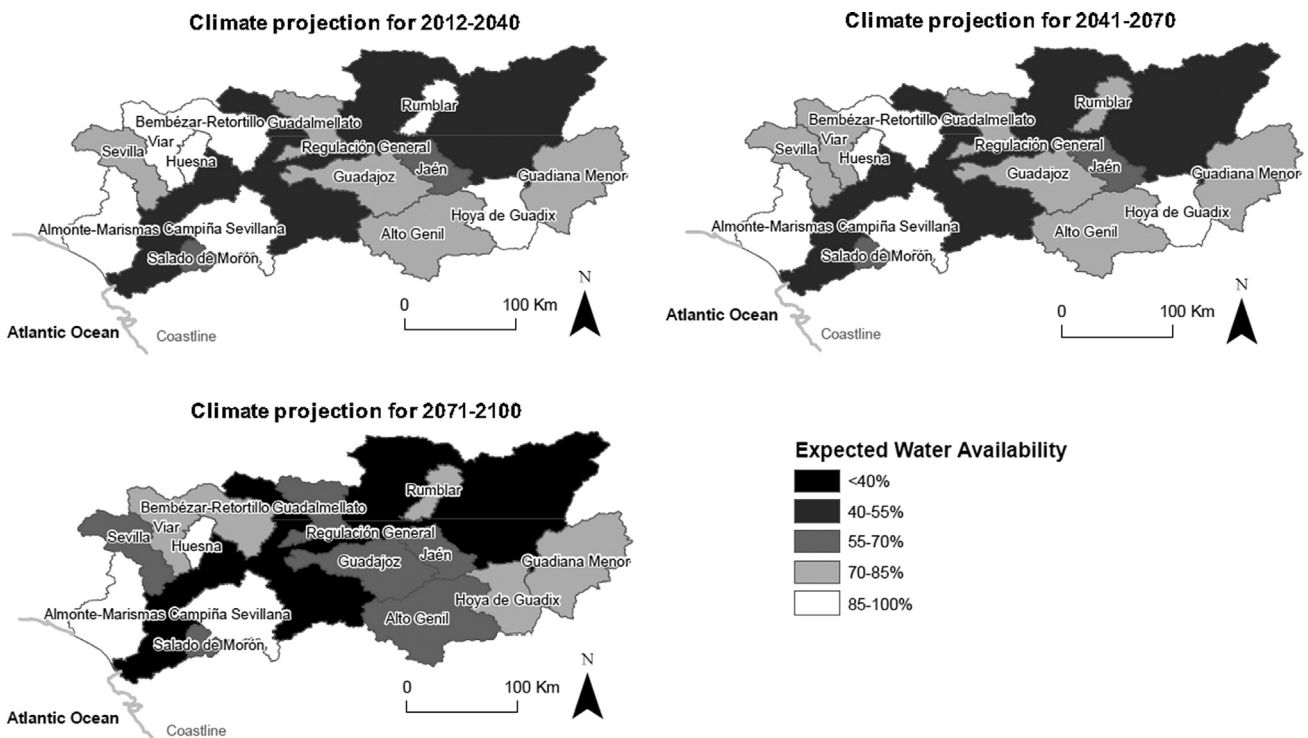 Climate projection for 2012-2040
Rumblar
Bembézar-Retortillo Guadalmellato
Viar
Sevilla
Huesna
Regulación General
Jaén
Guadajoz
Guadiana Menor
Hoya de Guadix
Almonte-Marismas Campiña Sevillana
Alto Genil
Salado de Morón
N
0 100 Km
Atlantic Ocean
Coastline
Climate projection for 2041-2070
Rumblar
Bembézar-Retortillo Guadalmellato
Viar
Sevilla
Huesna
Regulación General
Jaén
Guadajoz
Guadiana Menor
Hoya de Guadix
Almonte-Marismas Campiña Sevillana
Alto Genil
Salado de Morón
N
0 100 Km
Atlantic Ocean
Coastline
Climate projection for 2071-2100
Rumblar
Bembézar-Retortillo Guadalmellato
Viar
Sevilla
Huesna
Regulación General
Jaén
Guadajoz
Guadiana Menor
Hoya de Guadix
Almonte-Marismas Campiña Sevillana
Alto Genil
Salado de Morón
N
0 100 Km
Atlantic Ocean
Coastline
Expected Water Availability
<40%
40-55%
55-70%
70-85%
85-100%